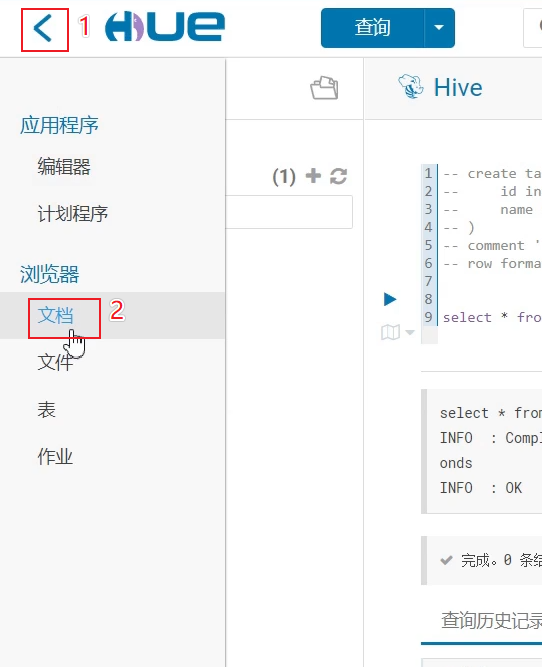 1
HUE
查询
应用程序
编辑器
计划程序
浏览器
文档
2
文件
表
作业
(1)
Hive
1 -- create ta
2 -- id in
3 -- name
4 -- )
5 -- comment '
6 -- row forma
7
8
9 select * fro
select * from
INFO : Compl
onds
INFO : OK
完成。0 条结
查询历史记录